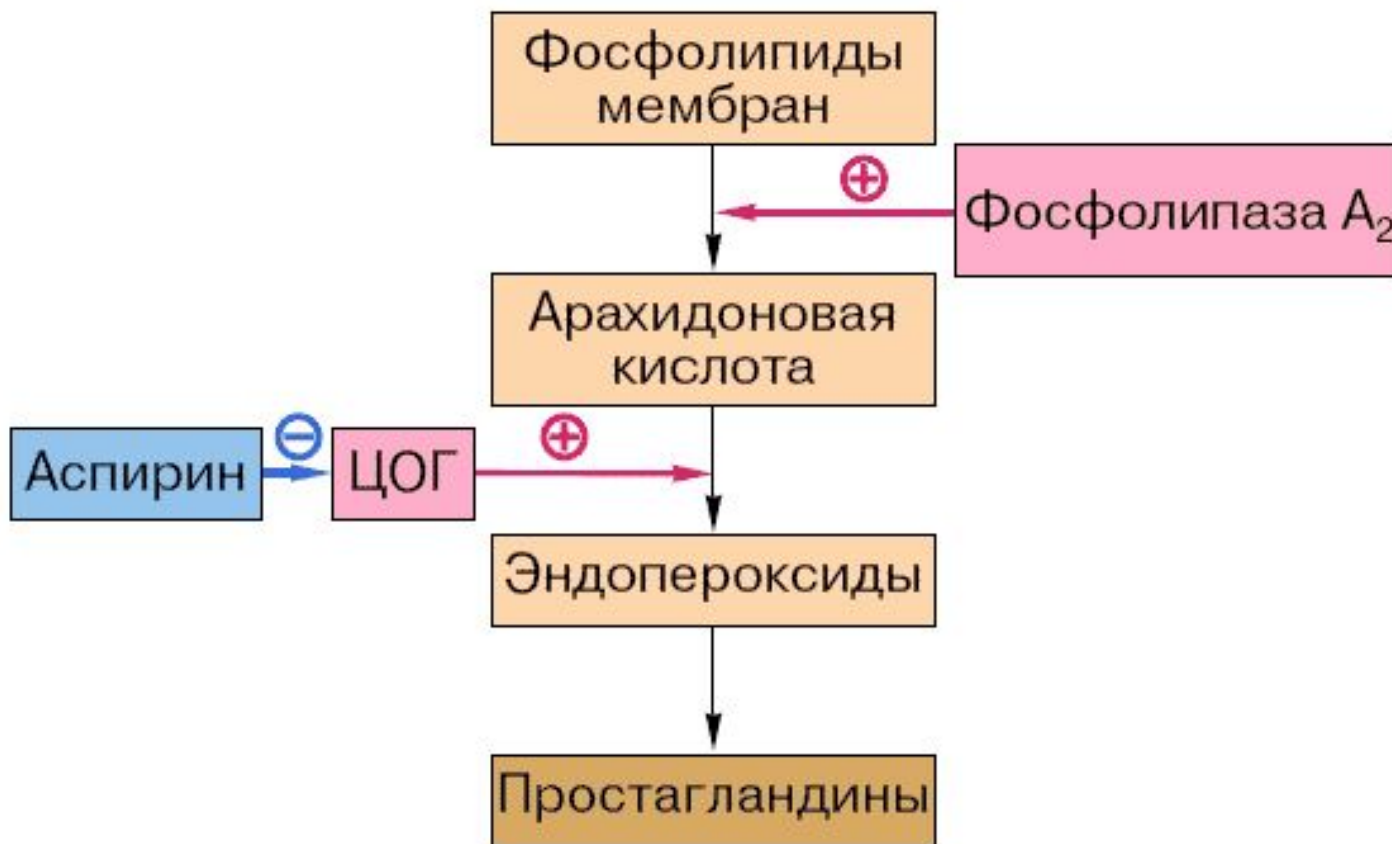 Фосфолипиды
мембран
+
Фосфолипаза А₂
Арахидоновая
кислота
Аспирин
−
ЦОГ
+
Эндопероксиды
Простагландины